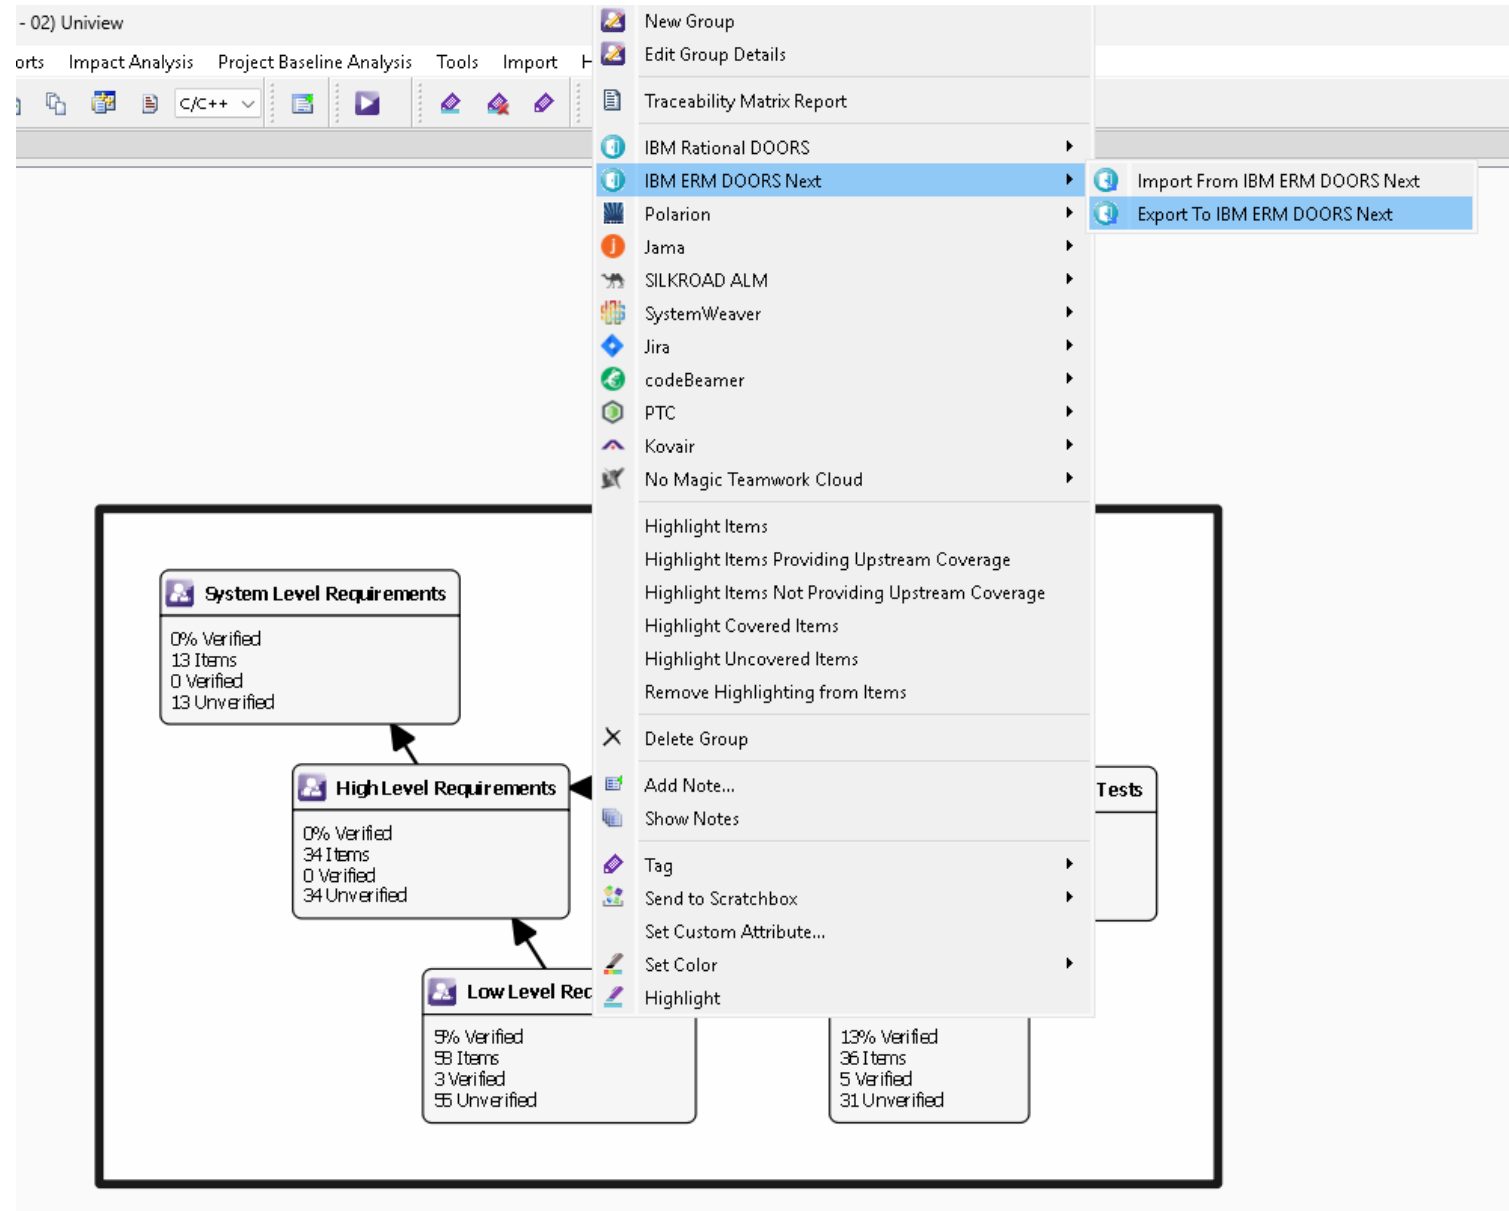 - 02) Uniview
orts Impact Analysis Project Baseline Analysis Tools Import H
C/C++
New Group
Edit Group Details
Traceability Matrix Report
IBM Rational DOORS
IBM ERM DOORS Next
Import From IBM ERM DOORS Next
Export To IBM ERM DOORS Next
Polarion
Jama
SILKROAD ALM
SystemWeaver
Jira
codeBeamer
PTC
Kovair
No Magic Teamwork Cloud
Highlight Items
Highlight Items Providing Upstream Coverage
Highlight Items Not Providing Upstream Coverage
Highlight Covered Items
Highlight Uncovered Items
Remove Highlighting from Items
Delete Group
Add Note...
Show Notes
Tag
Send to Scratchbox
Set Custom Attribute...
Set Color
Highlight
System Level Requirements
0% Verified
13 Items
0 Verified
13 Unverified
High Level Requirements
0% Verified
34 Items
0 Verified
34 Unverified
Tests
Low Level Req
5% Verified
58 Items
3 Verified
55 Unverified
13% Verified
36 Items
5 Verified
31 Unverified